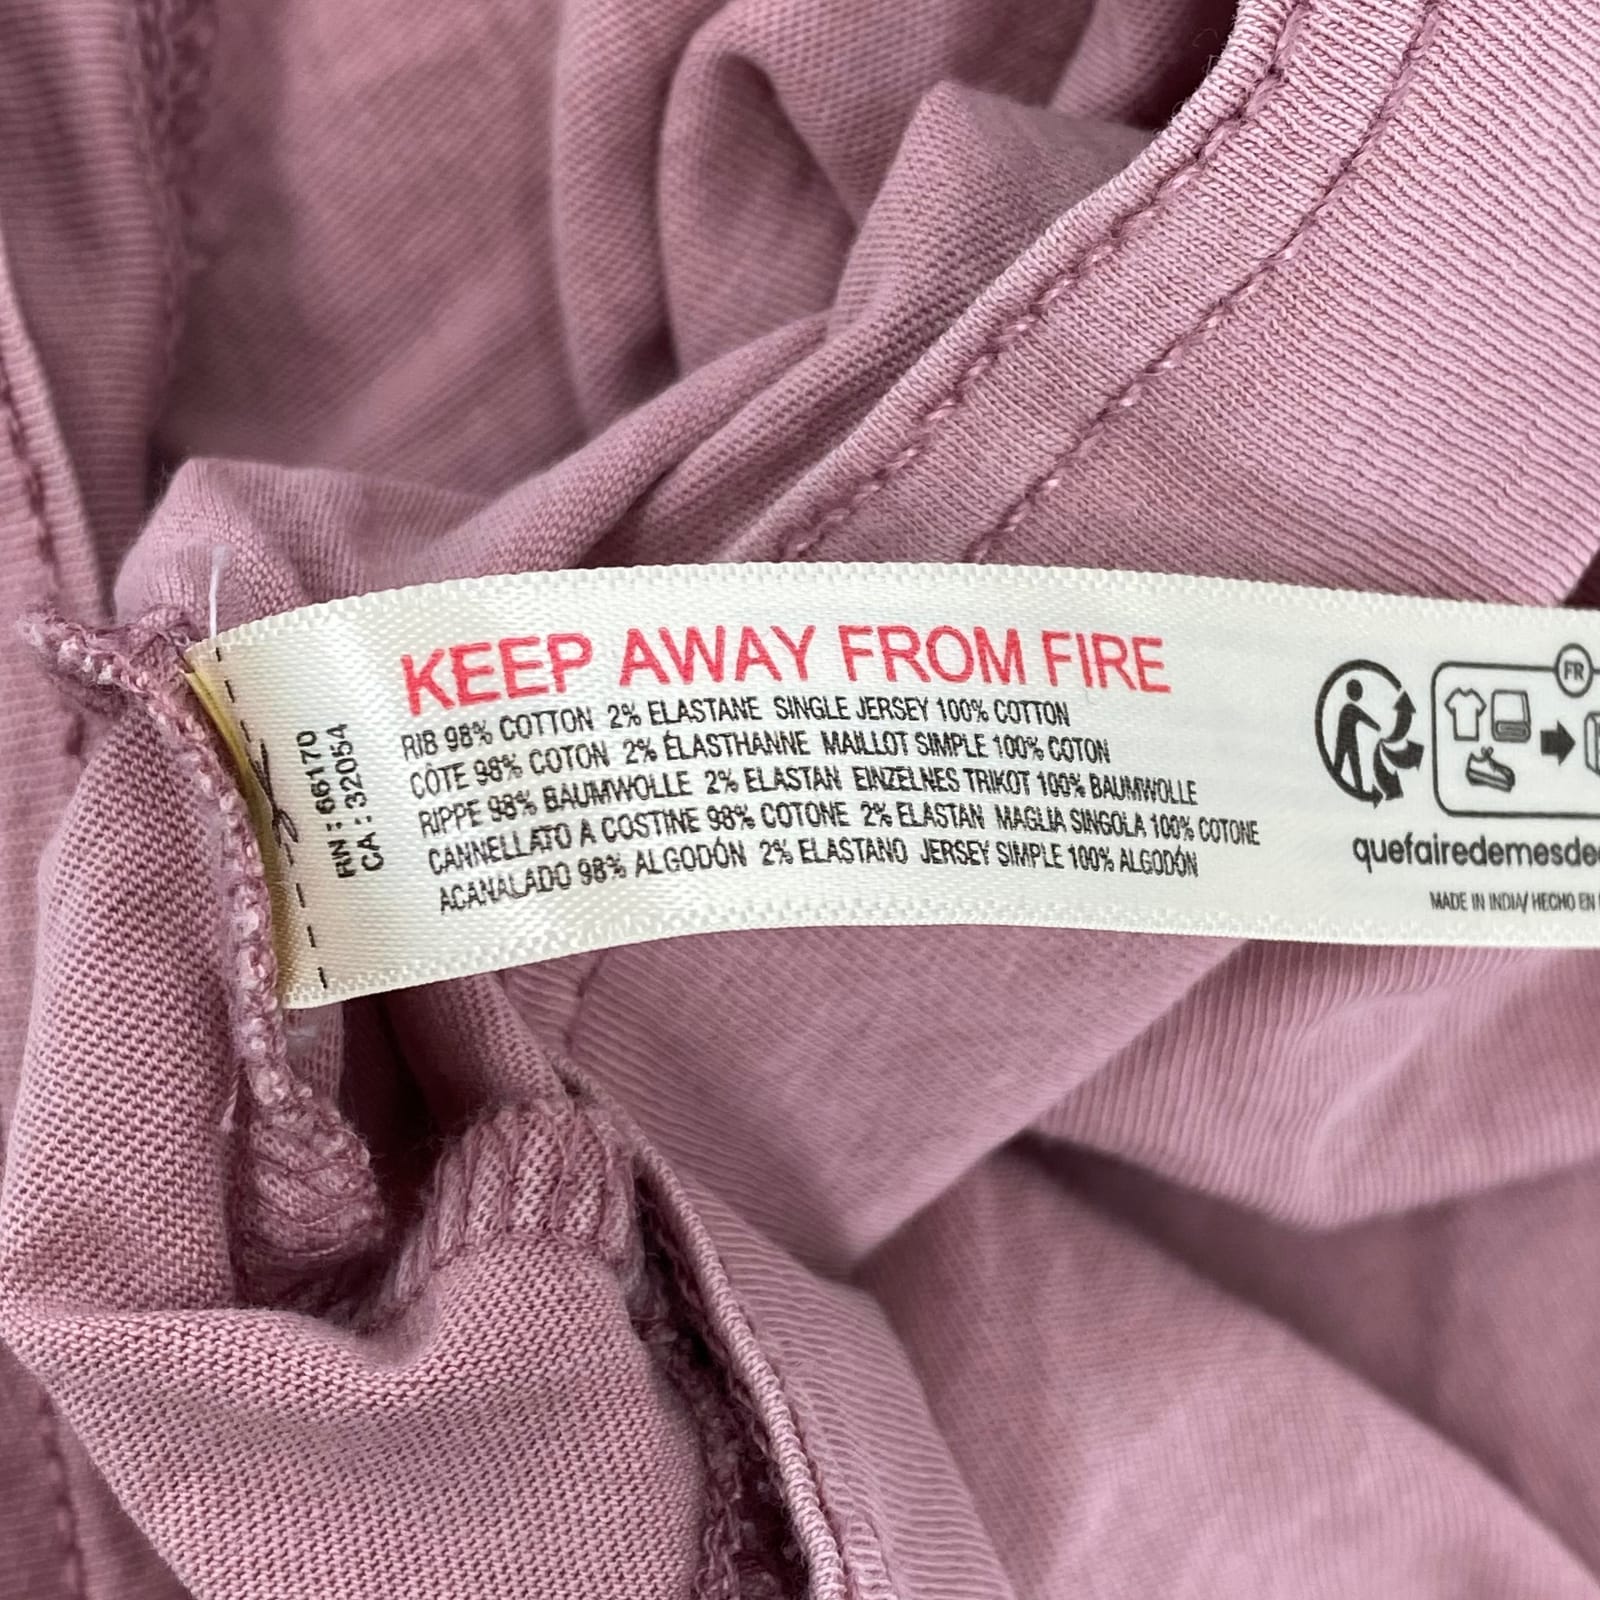 KEEP AWAY FROM FIRE
RIB 98% COTTON 2% ELASTANE SINGLE JERSEY 100% COTTON
CÔTE 98% COTON 2% ÉLASTHANNE MAILLOT SIMPLE 100% COTON
RIPPE 98% BAUMWOLLE 2% ELASTAN EINZELNES TRIKOT 100% BAUMWOLLE
CANNELLATO A COSTINE 98% COTONE 2% ELASTAN MAGLIA SINGOLA 100% COTONE
ACANALADO 98% ALGODÓN 2% ELASTANO JERSEY SIMPLE 100% ALGODÓN
RN : 66170
CA : 32054
FR
quefairedemesde
MADE IN INDIA/ HECHO EN